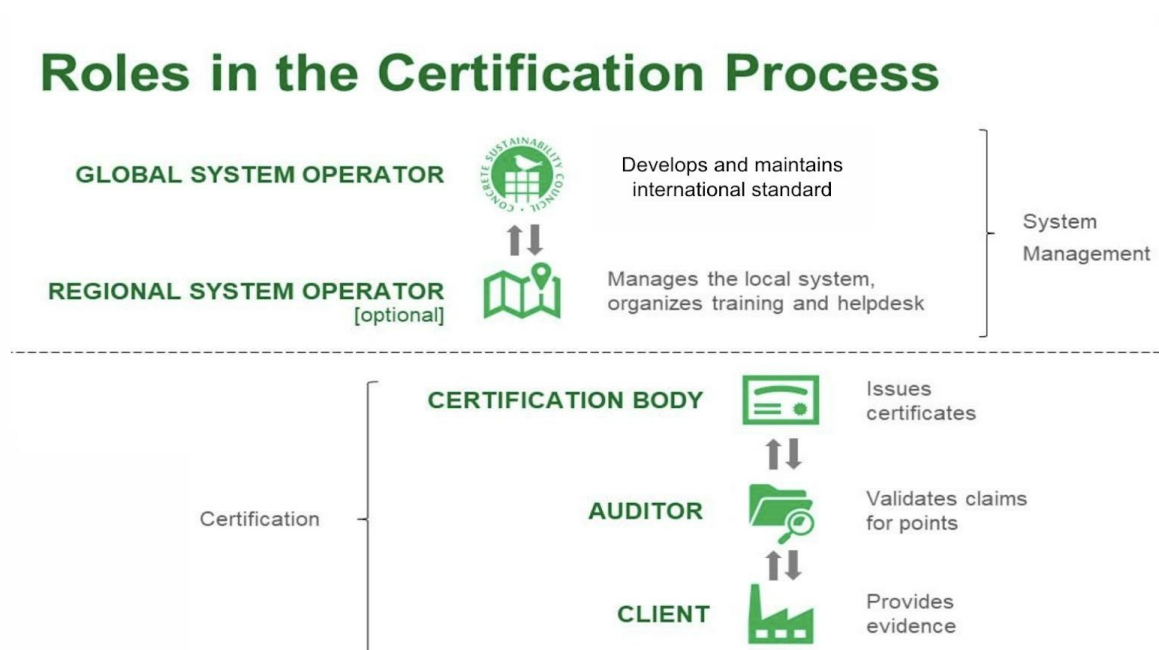 Roles in the Certification Process
GLOBAL SYSTEM OPERATOR
CONCRETE SUSTAINABILITY COUNCIL
Develops and maintains
international standard
System
Management
REGIONAL SYSTEM OPERATOR
[optional]
Manages the local system,
organizes training and helpdesk
CERTIFICATION BODY
Issues
certificates
Certification
AUDITOR
Validates claims
for points
CLIENT
Provides
evidence